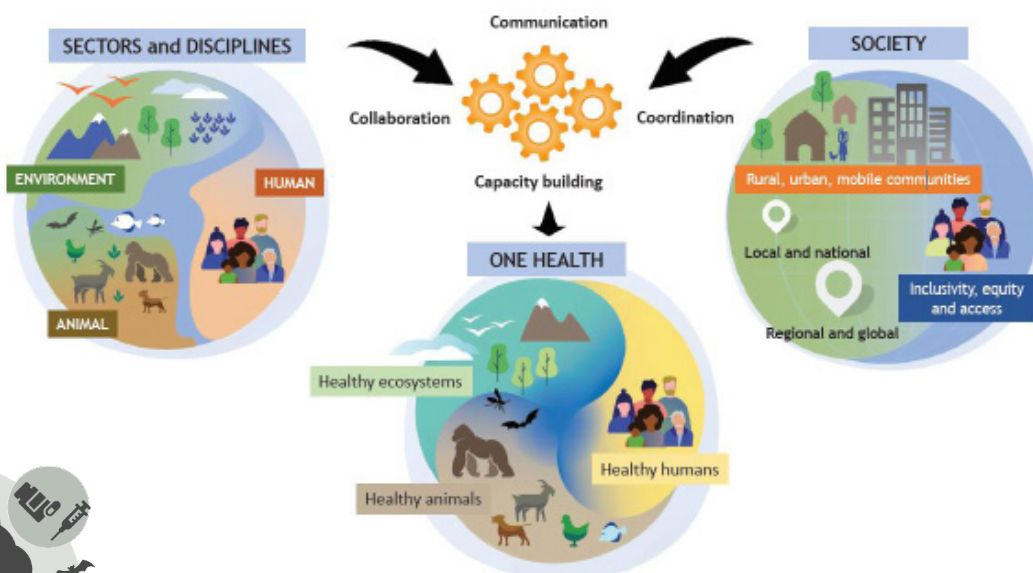 SECTORS and DISCIPLINES
ENVIRONMENT
HUMAN
ANIMAL
Communication
Collaboration
Coordination
Capacity building
SOCIETY
Rural, urban, mobile communities
Local and national
Inclusivity, equity
and access
Regional and global
ONE HEALTH
Healthy ecosystems
Healthy humans
Healthy animals